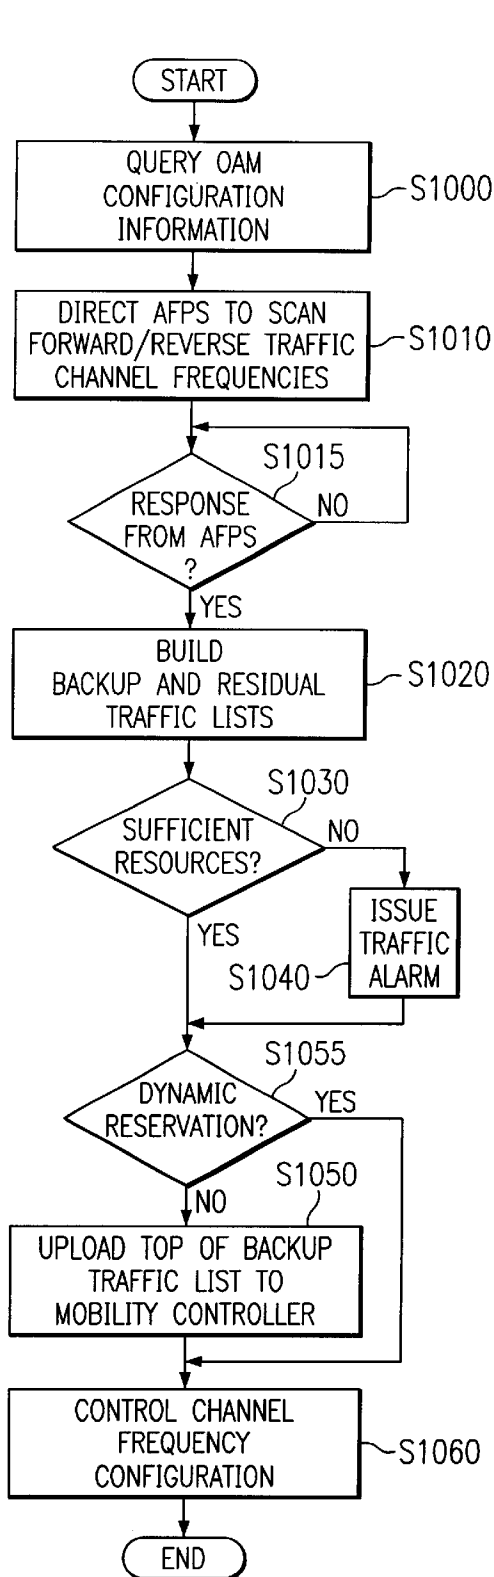 START
QUERY OAM
CONFIGURATION
INFORMATION
S1000
DIRECT AFPS TO SCAN
FORWARD/REVERSE TRAFFIC
CHANNEL FREQUENCIES
S1010
S1015
RESPONSE
FROM AFPS
?
NO
YES
BUILD
BACKUP AND RESIDUAL
TRAFFIC LISTS
S1020
S1030
SUFFICIENT
RESOURCES?
NO
YES
ISSUE
TRAFFIC
ALARM
S1040
S1055
DYNAMIC
RESERVATION?
YES
S1050
NO
UPLOAD TOP OF BACKUP
TRAFFIC LIST TO
MOBILITY CONTROLLER
CONTROL CHANNEL
FREQUENCY
CONFIGURATION
S1060
END